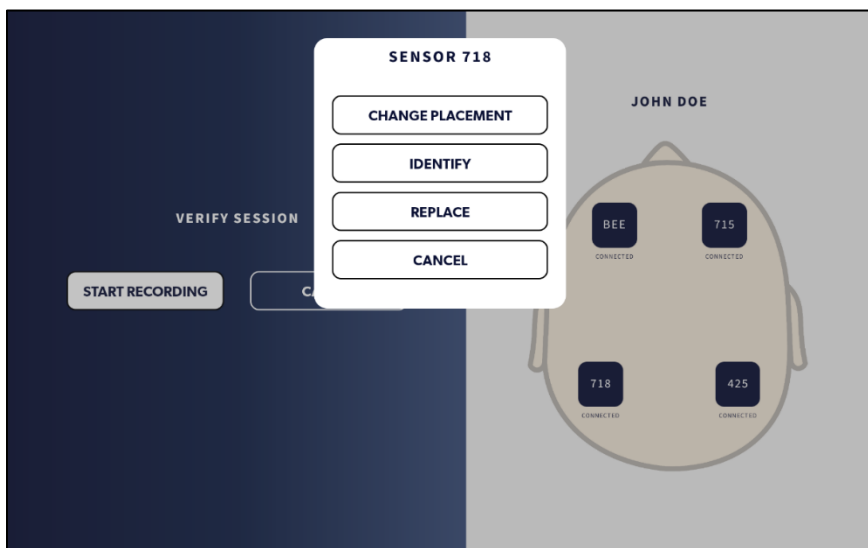 SENSOR 718
CHANGE PLACEMENT
IDENTIFY
REPLACE
CANCEL
VERIFY SESSION
START RECORDING
JOHN DOE
BEE
715
CONNECTED
CONNECTED
718
425
CONNECTED
CONNECTED